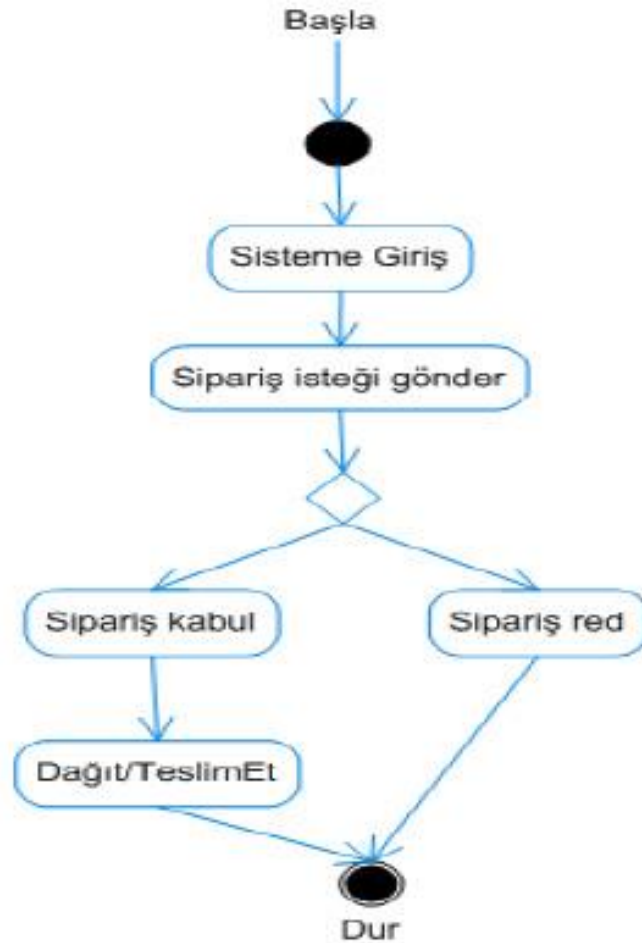 Başla
Sisteme Giriş
Sipariş isteği gönder
Sipariş kabul
Sipariş red
Dağıt/TeslimEt
Dur